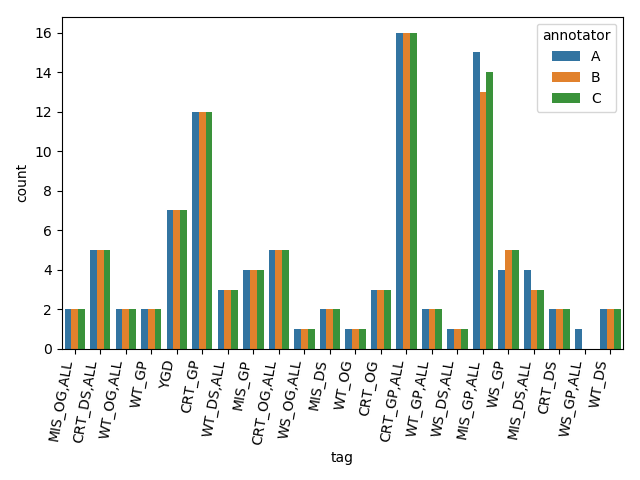 annotator
A
B
C
count
16
14
12
10
8
6
4
2
0
MIS_OG,ALL
CRT_DS,ALL
WT_OG,ALL
WT_GP
YGD
CRT_GP
WT_DS,ALL
MIS_GP
CRT_OG,ALL
WS_OG,ALL
MIS_DS
WT_OG
CRT_OG
CRT_GP,ALL
WT_GP,ALL
WS_DS,ALL
MIS_GP,ALL
WS_GP
MIS_DS,ALL
CRT_DS
WS_GP,ALL
WT_DS
tag